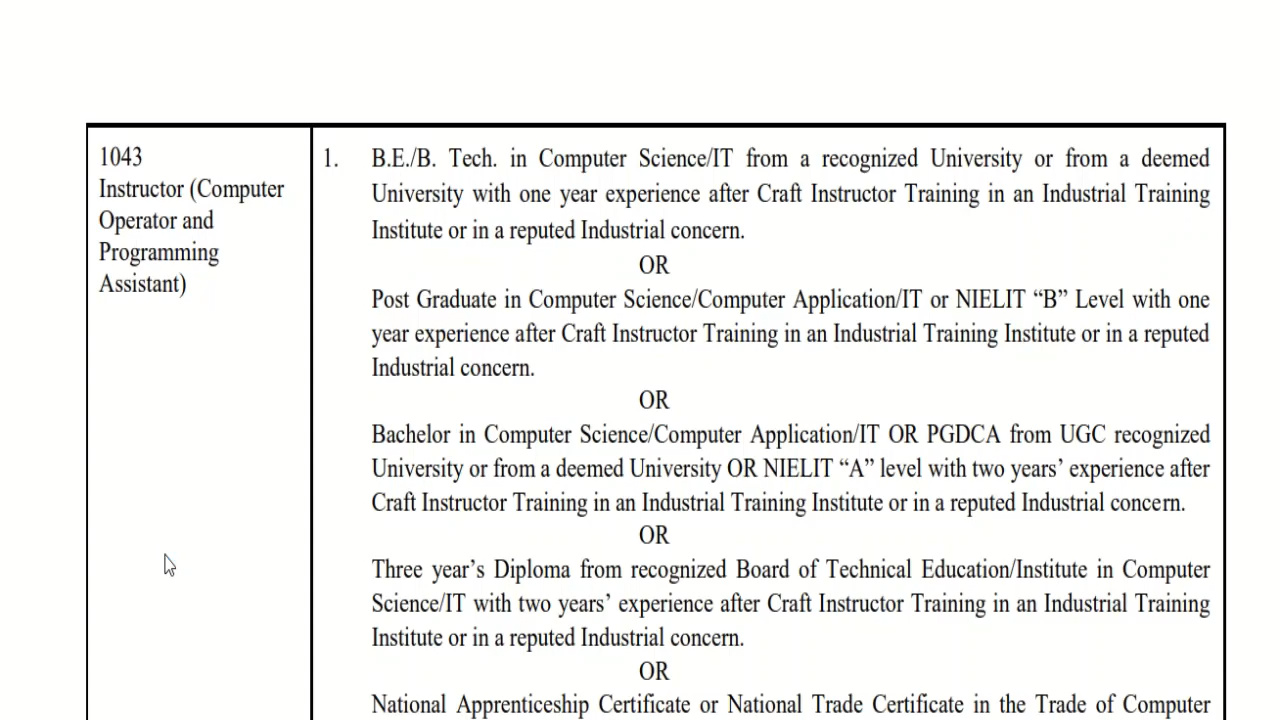 1043
Instructor (Computer
Operator and
Programming
Assistant)
1. B.E./B. Tech. in Computer Science/IT from a recognized University or from a deemed
University with one year experience after Craft Instructor Training in an Industrial Training
Institute or in a reputed Industrial concern.
OR
Post Graduate in Computer Science/Computer Application/IT or NIELIT “B” Level with one
year experience after Craft Instructor Training in an Industrial Training Institute or in a reputed
Industrial concern.
OR
Bachelor in Computer Science/Computer Application/IT OR PGDCA from UGC recognized
University or from a deemed University OR NIELIT “A” level with two years’ experience after
Craft Instructor Training in an Industrial Training Institute or in a reputed Industrial concern.
OR
Three year’s Diploma from recognized Board of Technical Education/Institute in Computer
Science/IT with two years’ experience after Craft Instructor Training in an Industrial Training
Institute or in a reputed Industrial concern.
OR
National Apprenticeship Certificate or National Trade Certificate in the Trade of Computer